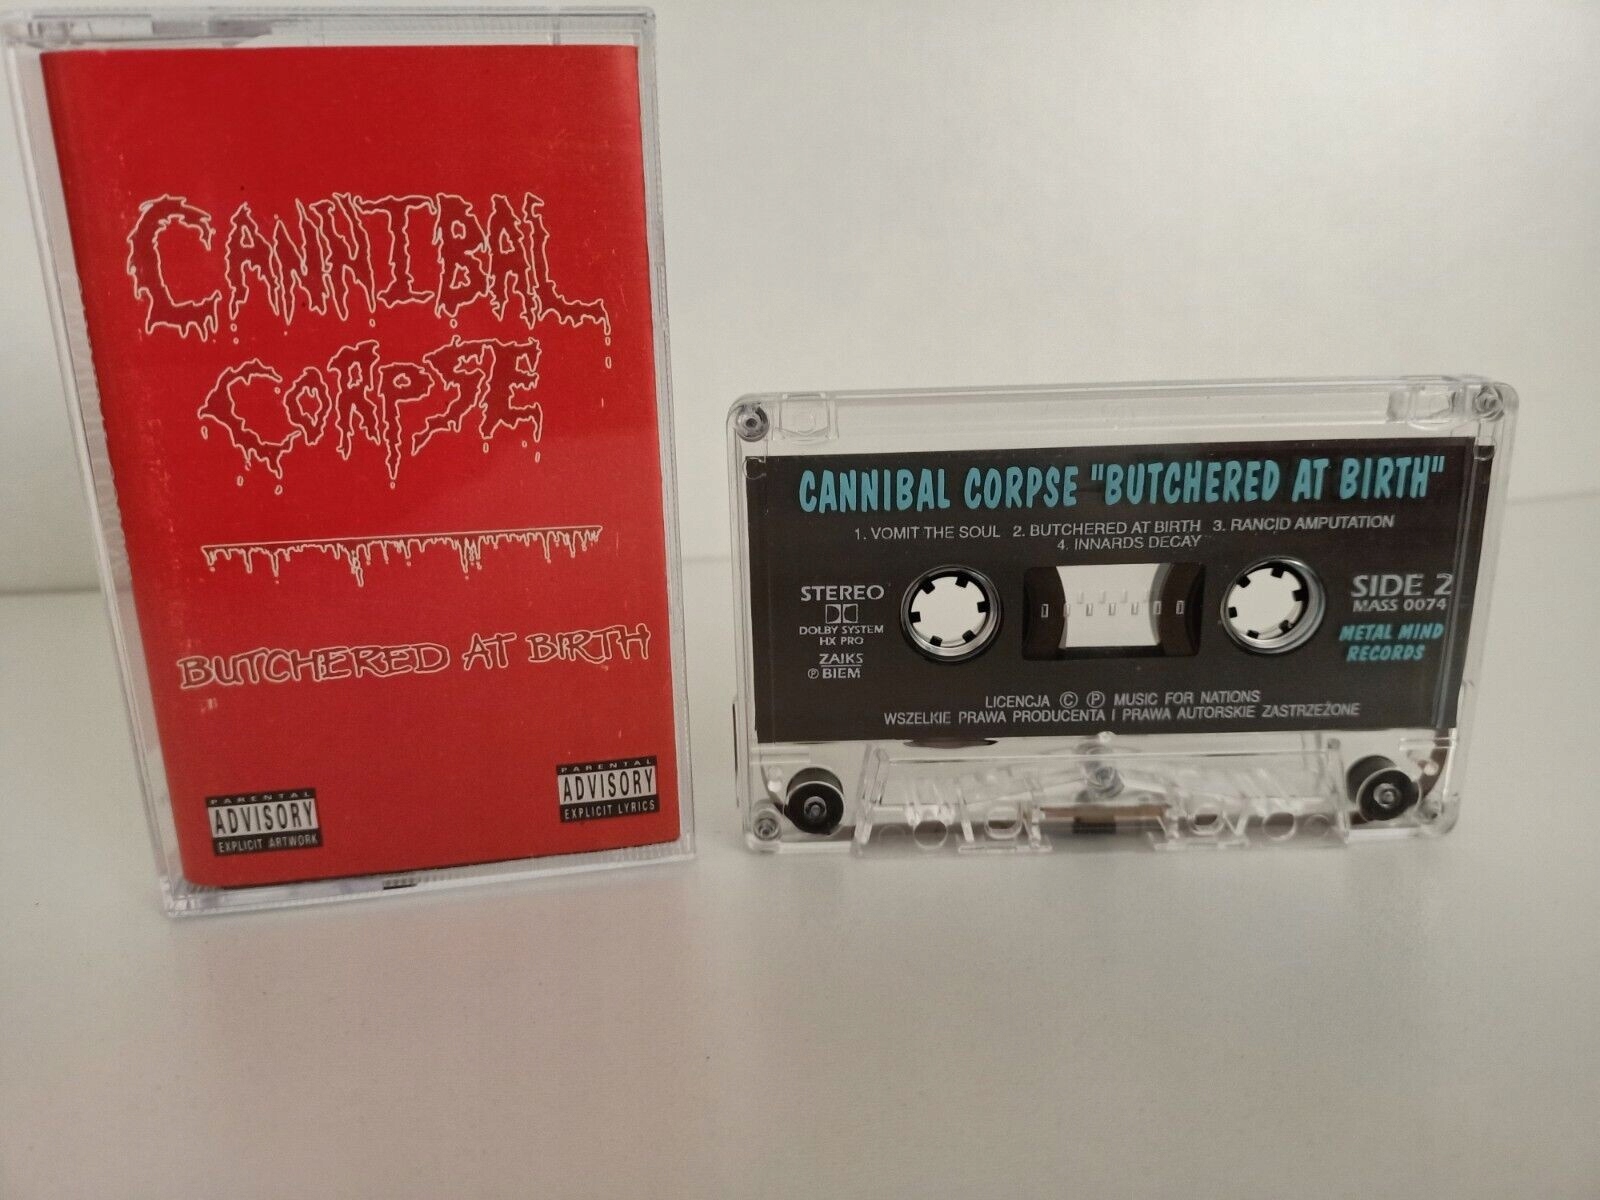 CANNIBAL
CORPSE
BUTCHERED AT BIRTH
PARENTAL
ADVISORY
EXPLICIT ARTWORK
PARENTAL
ADVISORY
EXPLICIT LYRICS
CANNIBAL CORPSE "BUTCHERED AT BIRTH"
1. VOMIT THE SOUL 2. BUTCHERED AT BIRTH 3. RANCID AMPUTATION
4. INNARDS DECAY
STEREO
DOLBY SYSTEM
HX PRO
ZAIKS
℗ BIEM
SIDE 2
MASS 0074
METAL MIND
RECORDS
LICENCJA © ℗ MUSIC FOR NATIONS
WSZELKIE PRAWA PRODUCENTA I PRAWA AUTORSKIE ZASTRZEŻONE